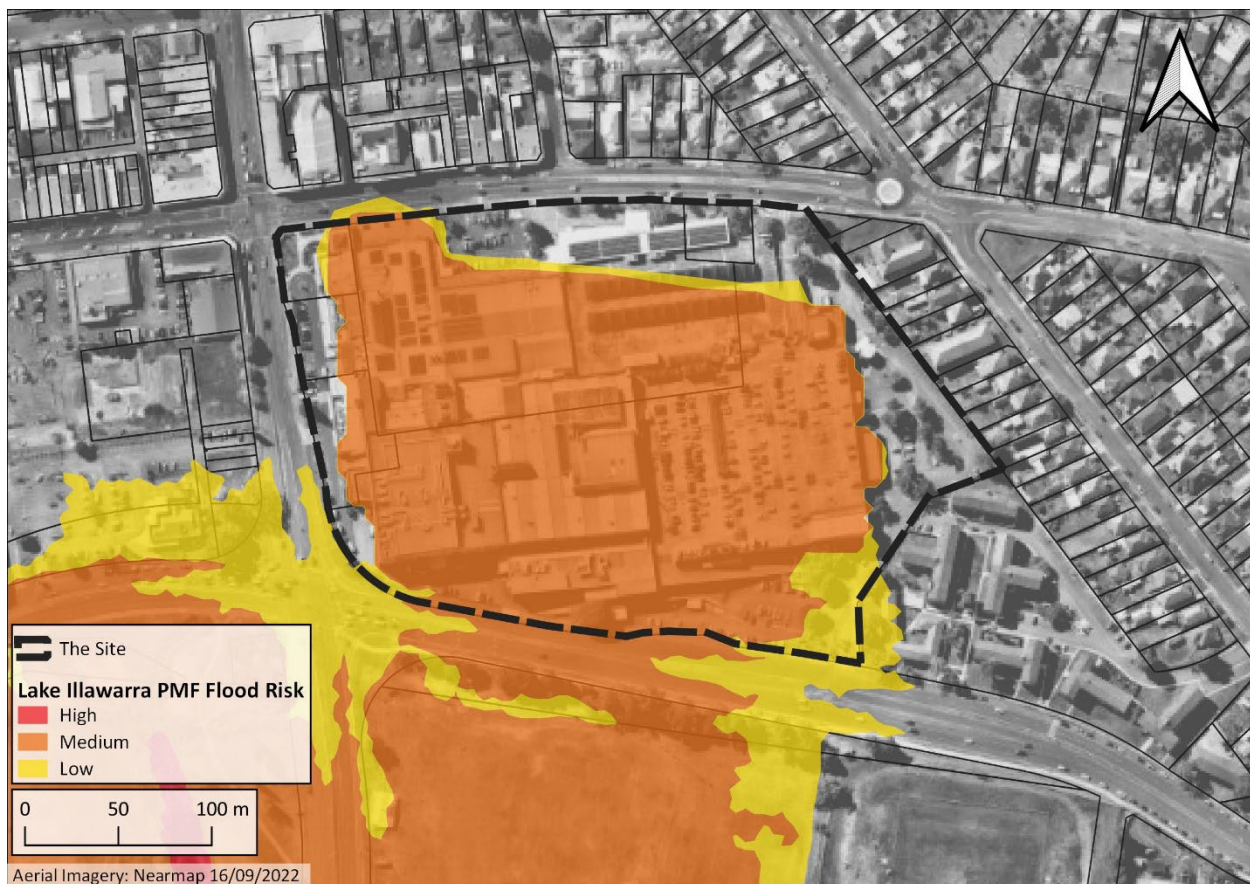 The Site
Lake Illawarra PMF Flood Risk
High
Medium
Low
0 50 100 m
Aerial Imagery: Nearmap 16/09/2022